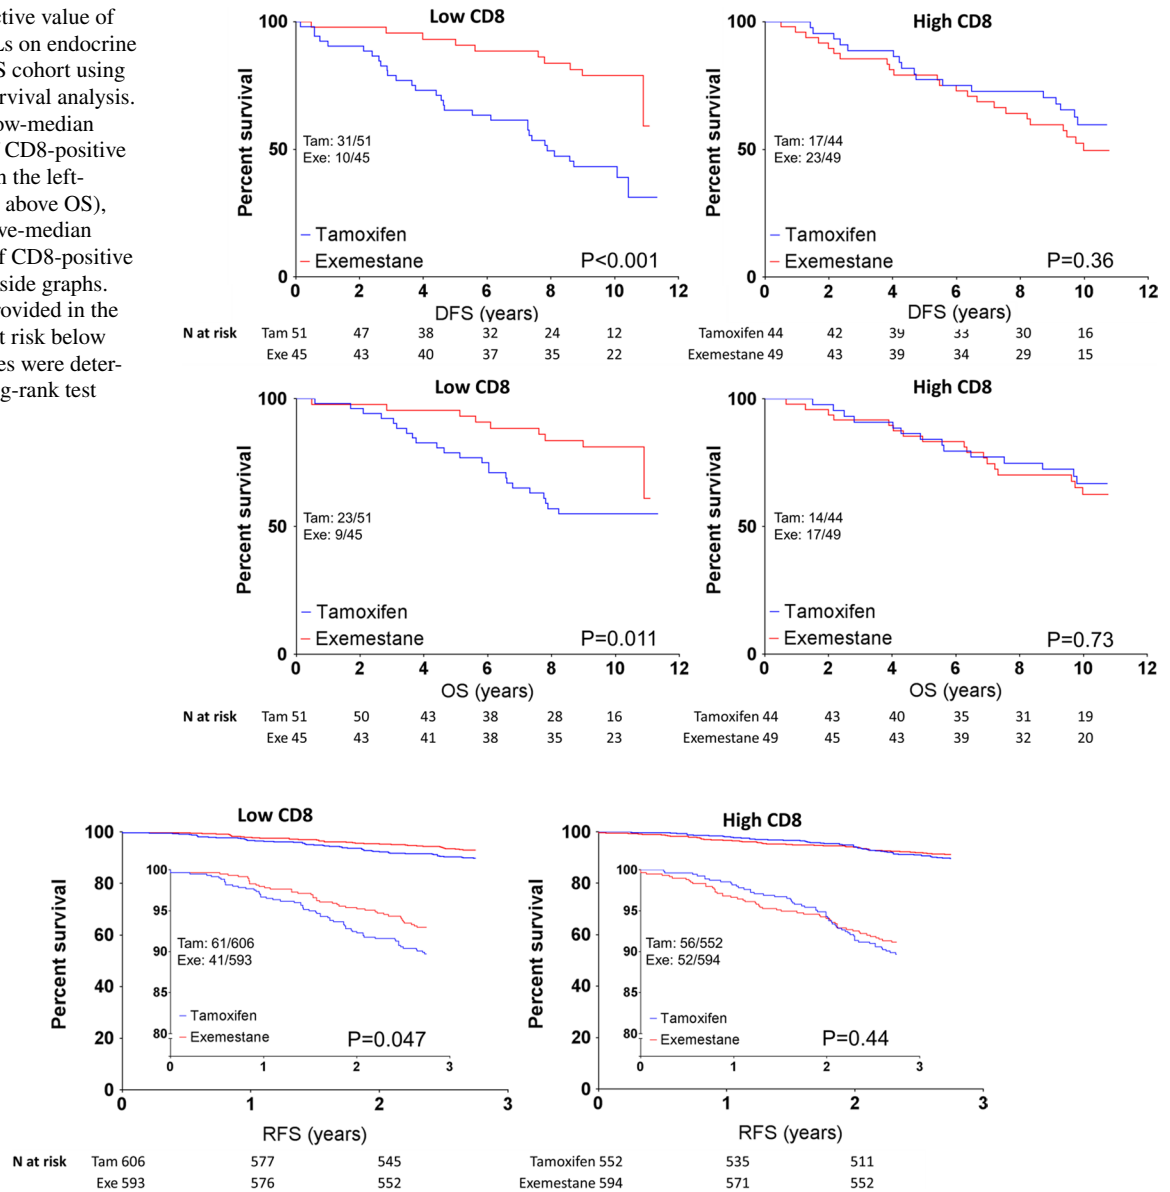 ctive value of
Ls on endocrine
S cohort using
rvival analysis.
ow-median
f CD8-positive
n the left-
above OS),
ve-median
f CD8-positive
side graphs.
rovided in the
t risk below
es were deter-
g-rank test
Low CD8
Percent survival
100
50
0
Tam: 31/51
Exe: 10/45
Tamoxifen
Exemestane
P<0.001
0 2 4 6 8 10 12
DFS (years)
N at risk Tam 51 47 38 32 24 12
Exe 45 43 40 37 35 22
High CD8
Percent survival
100
50
0
Tam: 17/44
Exe: 23/49
Tamoxifen
Exemestane
P=0.36
0 2 4 6 8 10 12
DFS (years)
Tamoxifen 44 42 39 33 30 16
Exemestane 49 43 39 34 29 15
Low CD8
Percent survival
100
50
0
Tam: 23/51
Exe: 9/45
Tamoxifen
Exemestane
P=0.011
0 2 4 6 8 10 12
OS (years)
N at risk Tam 51 50 43 38 28 16
Exe 45 43 41 38 35 23
High CD8
Percent survival
100
50
0
Tam: 14/44
Exe: 17/49
Tamoxifen
Exemestane
P=0.73
0 2 4 6 8 10 12
OS (years)
Tamoxifen 44 43 40 35 31 19
Exemestane 49 45 43 39 32 20
Low CD8
Percent survival
100
80
60
40
20
0
100
95
90
85
80
Tam: 61/606
Exe: 41/593
Tamoxifen
Exemestane
P=0.047
0 1 2 3
0 1 2 3
RFS (years)
N at risk Tam 606 577 545
Exe 593 576 552
High CD8
Percent survival
100
80
60
40
20
0
100
95
90
85
80
Tam: 56/552
Exe: 52/594
Tamoxifen
Exemestane
P=0.44
0 1 2 3
0 1 2 3
RFS (years)
Tamoxifen 552 535 511
Exemestane 594 571 552